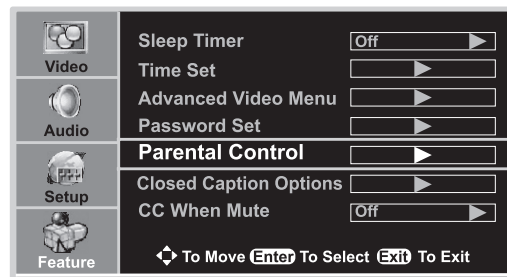 Video
Audio
Setup
Feature
Sleep Timer Off
Time Set
Advanced Video Menu
Password Set
Parental Control
Closed Caption Options
CC When Mute Off
To Move Enter To Select Exit To Exit